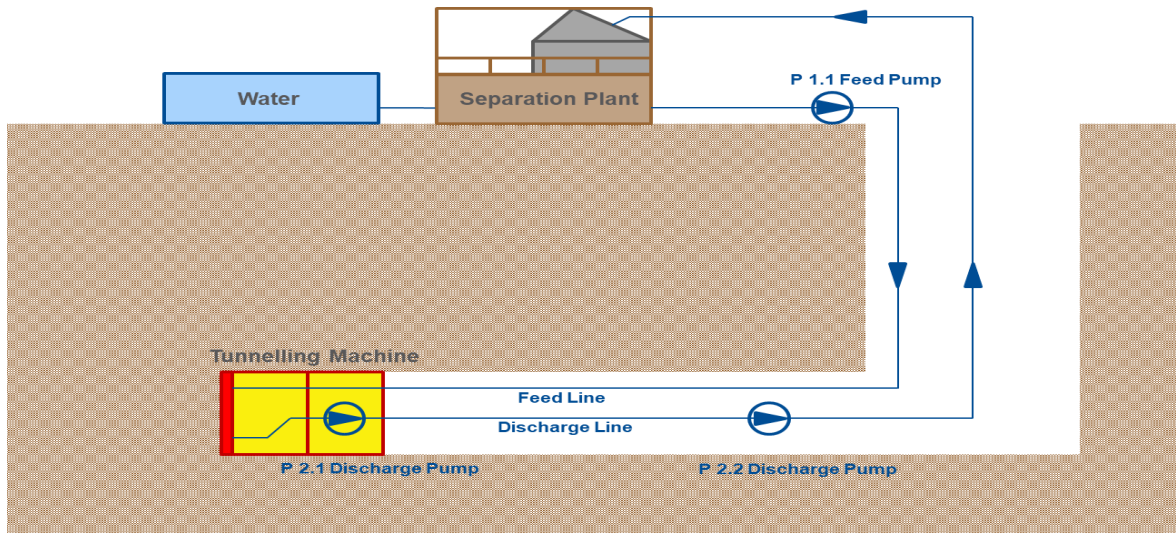 P 1.1 Feed Pump
Water
Separation Plant
Tunnelling Machine
Feed Line
Discharge Line
P 2.1 Discharge Pump
P 2.2 Discharge Pump